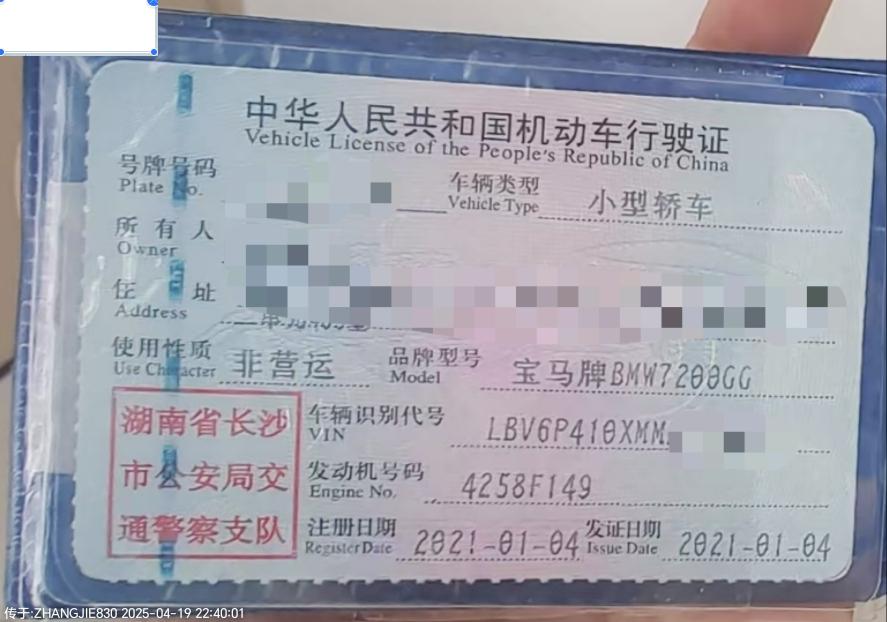 中华人民共和国机动车行驶证
Vehicle License of the People's Republic of China
号牌号码
Plate No.
车辆类型 小型轿车
Vehicle Type
所有人
Owner
住址
Address
使用性质 非营运
Use Character
品牌型号 宝马牌BMW7200GG
Model
湖南省长沙
市公安局交
通警察支队
车辆识别代号 LBV6P410XMM
VIN
发动机号码 4258F149
Engine No.
注册日期 2021-01-04
Register Date
发证日期 2021-01-04
Issue Date
传于:ZHANGJIE830 2025-04-19 22:40:01